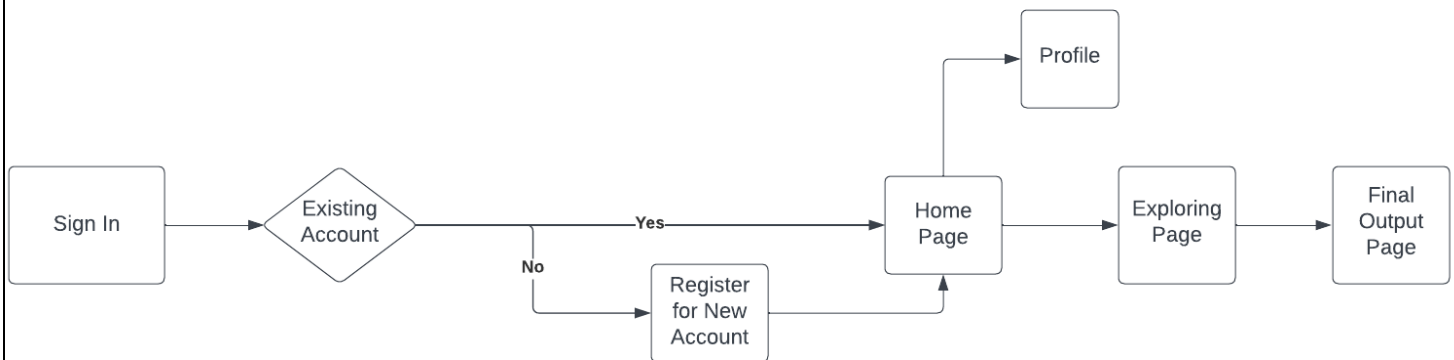 Profile
Sign In
Existing
Account
Yes
No
Register
for New
Account
Home
Page
Exploring
Page
Final
Output
Page